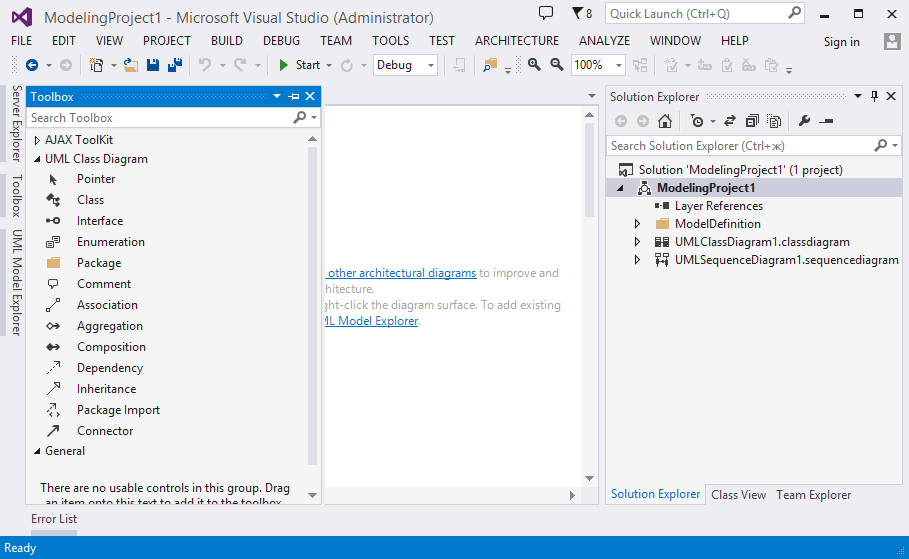 ModelingProject1 - Microsoft Visual Studio (Administrator)
8
Quick Launch (Ctrl+Q)
FILE EDIT VIEW PROJECT BUILD DEBUG TEAM TOOLS TEST ARCHITECTURE ANALYZE WINDOW HELP Sign in
Start Debug 100%
Server Explorer
Toolbox
UML Model Explorer
Toolbox
Search Toolbox
AJAX ToolKit
UML Class Diagram
Pointer
Class
Interface
Enumeration
Package
Comment
Association
Aggregation
Composition
Dependency
Inheritance
Package Import
Connector
General
There are no usable controls in this group. Drag
an item onto this text to add it to the toolbox.
other architectural diagrams to improve and
hitecture.
ght-click the diagram surface. To add existing
ML Model Explorer.
Solution Explorer
Search Solution Explorer (Ctrl+ж)
Solution 'ModelingProject1' (1 project)
ModelingProject1
Layer References
ModelDefinition
UMLClassDiagram1.classdiagram
UMLSequenceDiagram1.sequencediagram
Solution Explorer Class View Team Explorer
Error List
Ready